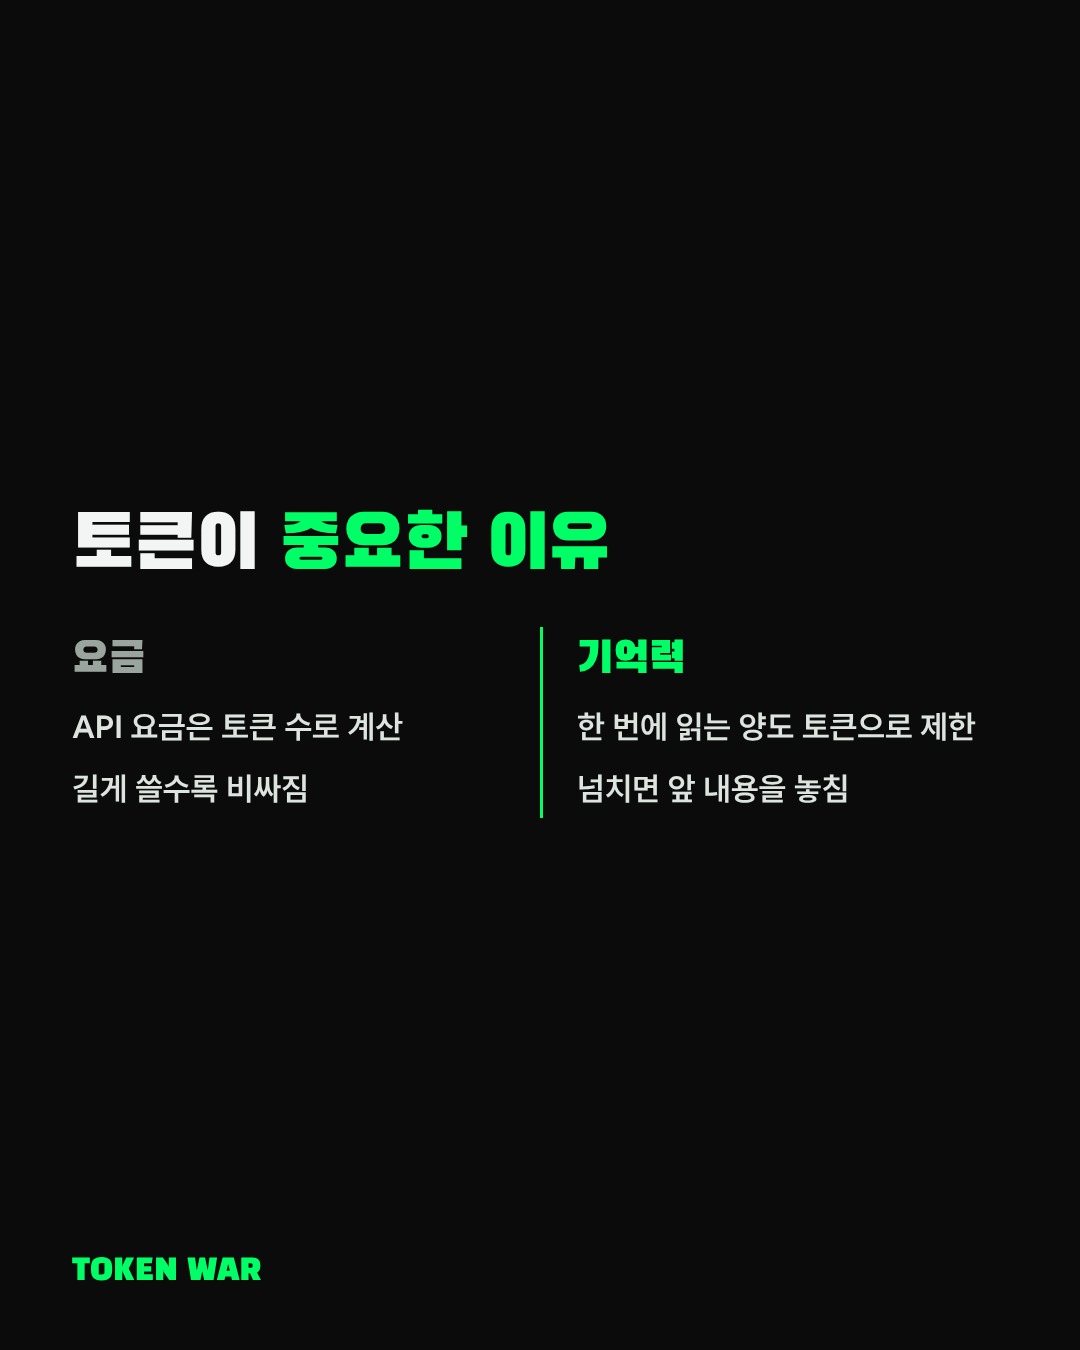 토큰이 중요한 이유
요금
API 요금은 토큰 수로 계산
길게 쓸수록 비싸짐
기억력
한 번에 읽는 양도 토큰으로 제한
넘치면 앞 내용을 놓침
TOKEN WAR